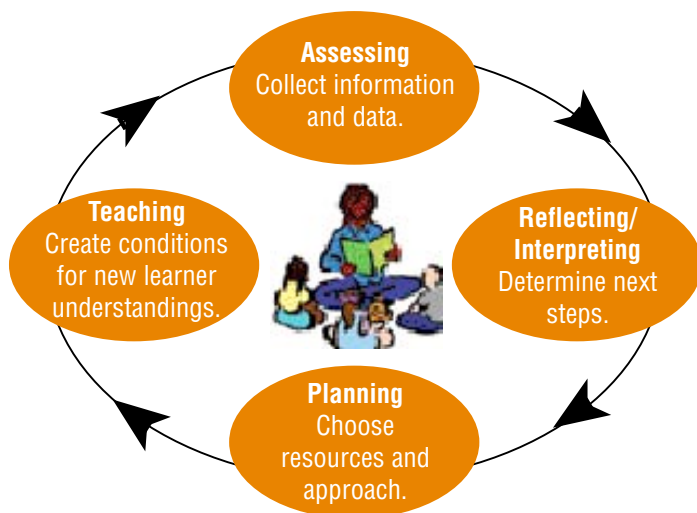 Assessing
Collect information
and data.
Reflecting/
Interpreting
Determine next
steps.
Planning
Choose
resources and
approach.
Teaching
Create conditions
for new learner
understandings.